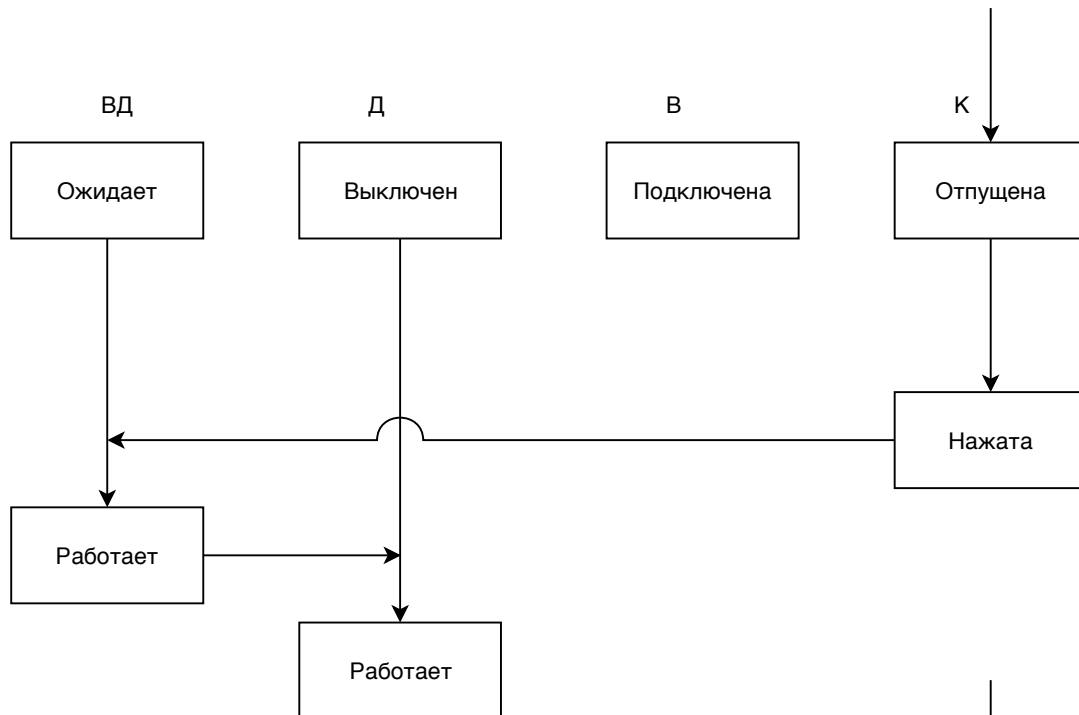 ВД
Д
В
К
Ожидает
Выключен
Подключена
Отпущена
Нажата
Работает
Работает